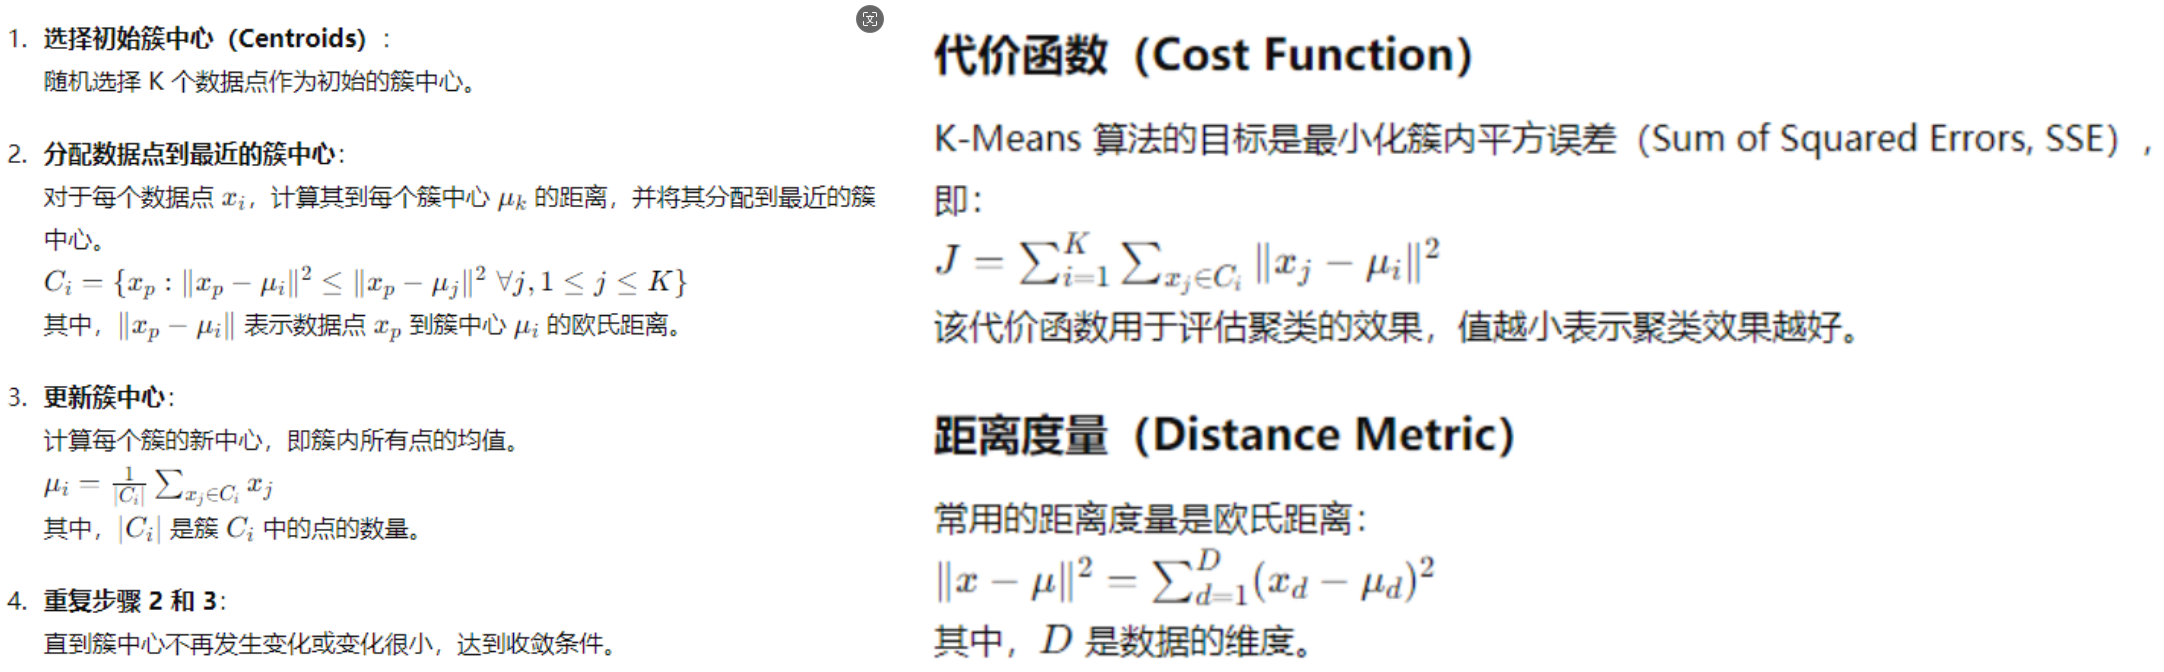 1. 选择初始簇中心（Centroids）：
随机选择 K 个数据点作为初始的簇中心。
2. 分配数据点到最近的簇中心：
对于每个数据点 $x_i$，计算其到每个簇中心 $\mu_k$ 的距离，并将其分配到最近的簇
中心。
$C_i = \{x_p : \|x_p - \mu_i\|^2 \leq \|x_p - \mu_j\|^2 \ \forall j, 1 \leq j \leq K\}$
其中，$\|x_p - \mu_i\|$ 表示数据点 $x_p$ 到簇中心 $\mu_i$ 的欧氏距离。
3. 更新簇中心：
计算每个簇的新中心，即簇内所有点的均值。
$\mu_i = \frac{1}{|C_i|} \sum_{x_j \in C_i} x_j$
其中，$|C_i|$ 是簇 $C_i$ 中的点的数量。
4. 重复步骤 2 和 3：
直到簇中心不再发生变化或变化很小，达到收敛条件。
代价函数（Cost Function）
K-Means 算法的目标是最小化簇内平方误差（Sum of Squared Errors, SSE），
即：
$J = \sum_{i=1}^{K} \sum_{x_j \in C_i} \|x_j - \mu_i\|^2$
该代价函数用于评估聚类的效果，值越小表示聚类效果越好。
距离度量（Distance Metric）
常用的距离度量是欧氏距离：
$\|x - \mu\|^2 = \sum_{d=1}^{D} (x_d - \mu_d)^2$
其中，$D$ 是数据的维度。